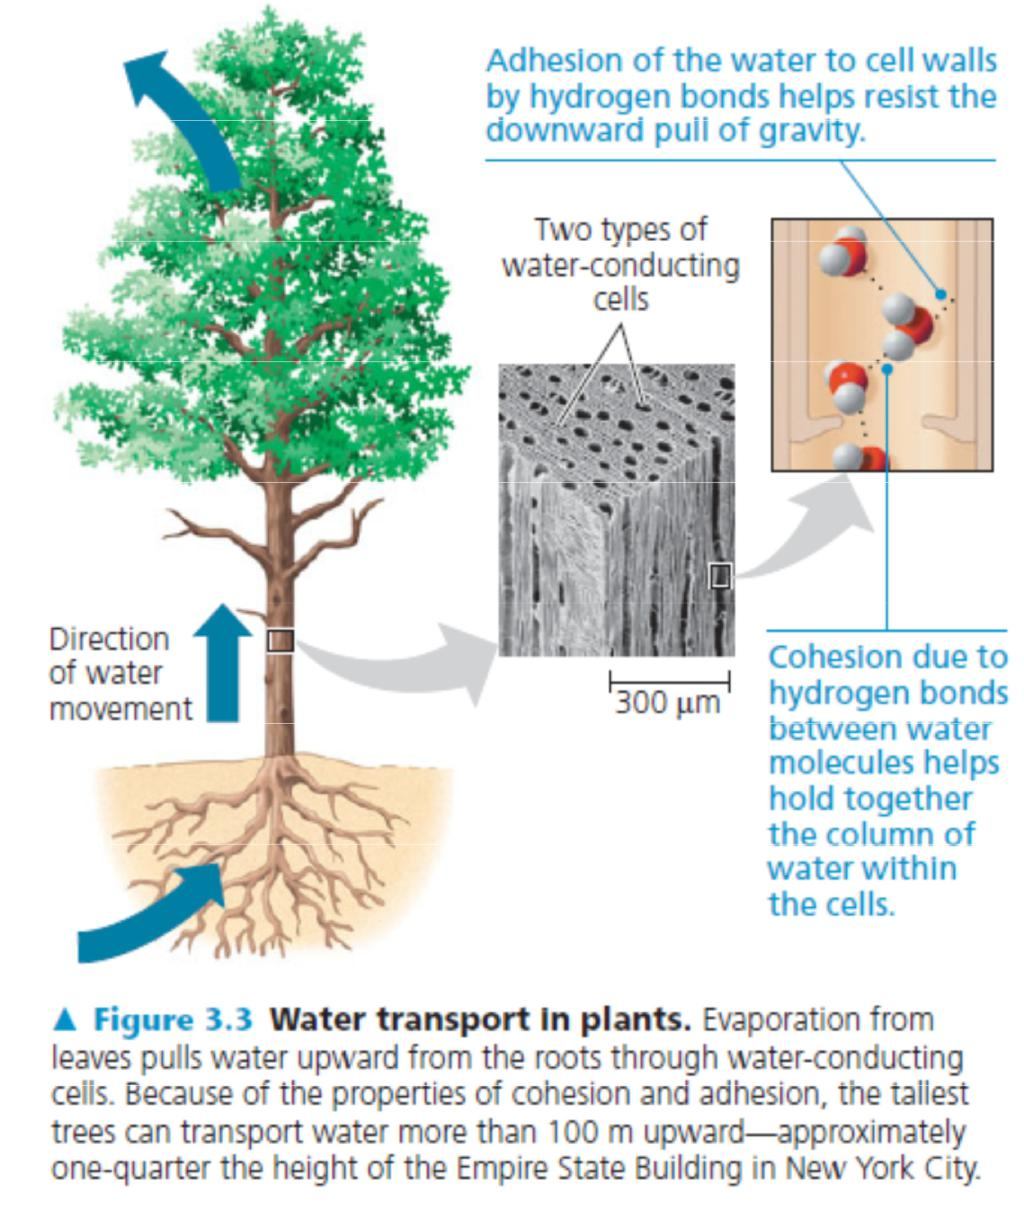 Adhesion of the water to cell walls
by hydrogen bonds helps resist the
downward pull of gravity.
Two types of
water-conducting
cells
Direction
of water
movement
300 μm
Cohesion due to
hydrogen bonds
between water
molecules helps
hold together
the column of
water within
the cells.
▲ Figure 3.3 Water transport in plants. Evaporation from
leaves pulls water upward from the roots through water-conducting
cells. Because of the properties of cohesion and adhesion, the tallest
trees can transport water more than 100 m upward—approximately
one-quarter the height of the Empire State Building in New York City.